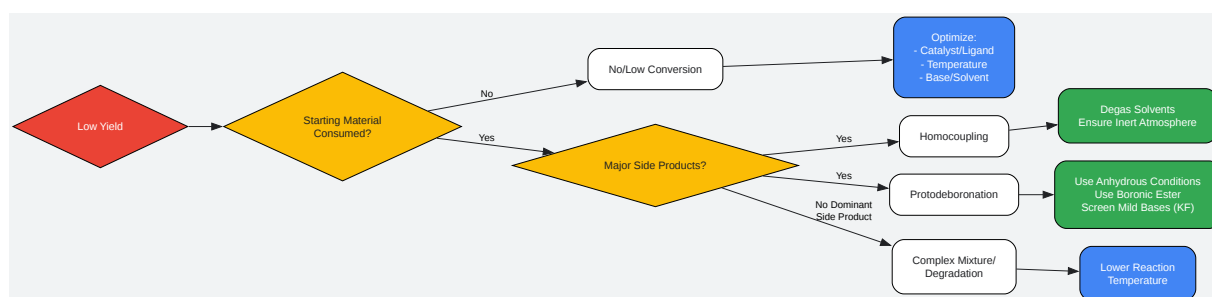 Low Yield
Starting Material
Consumed?
No
Yes
No/Low Conversion
Optimize:
- Catalyst/Ligand
- Temperature
- Base/Solvent
Major Side Products?
Yes
Yes
No Dominant
Side Product
Homocoupling
Degas Solvents
Ensure Inert Atmosphere
Protodeboronation
Use Anhydrous Conditions
Use Boronic Ester
Screen Mild Bases (KF)
Complex Mixture/
Degradation
Lower Reaction
Temperature